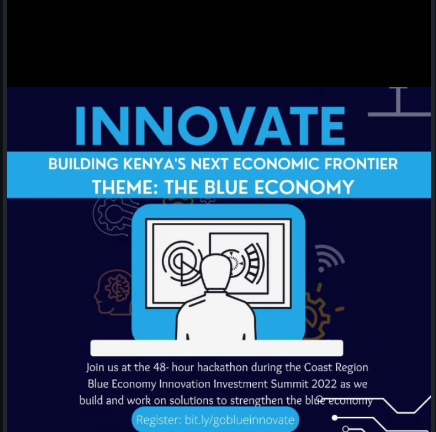 INNOVATE
BUILDING KENYA'S NEXT ECONOMIC FRONTIER
THEME: THE BLUE ECONOMY
Join us at the 48- hour hackathon during the Coast Region
Blue Economy Innovation Investment Summit 2022 as we
build and work on solutions to strengthen the blue economy
Register: bit.ly/goblueinnovate